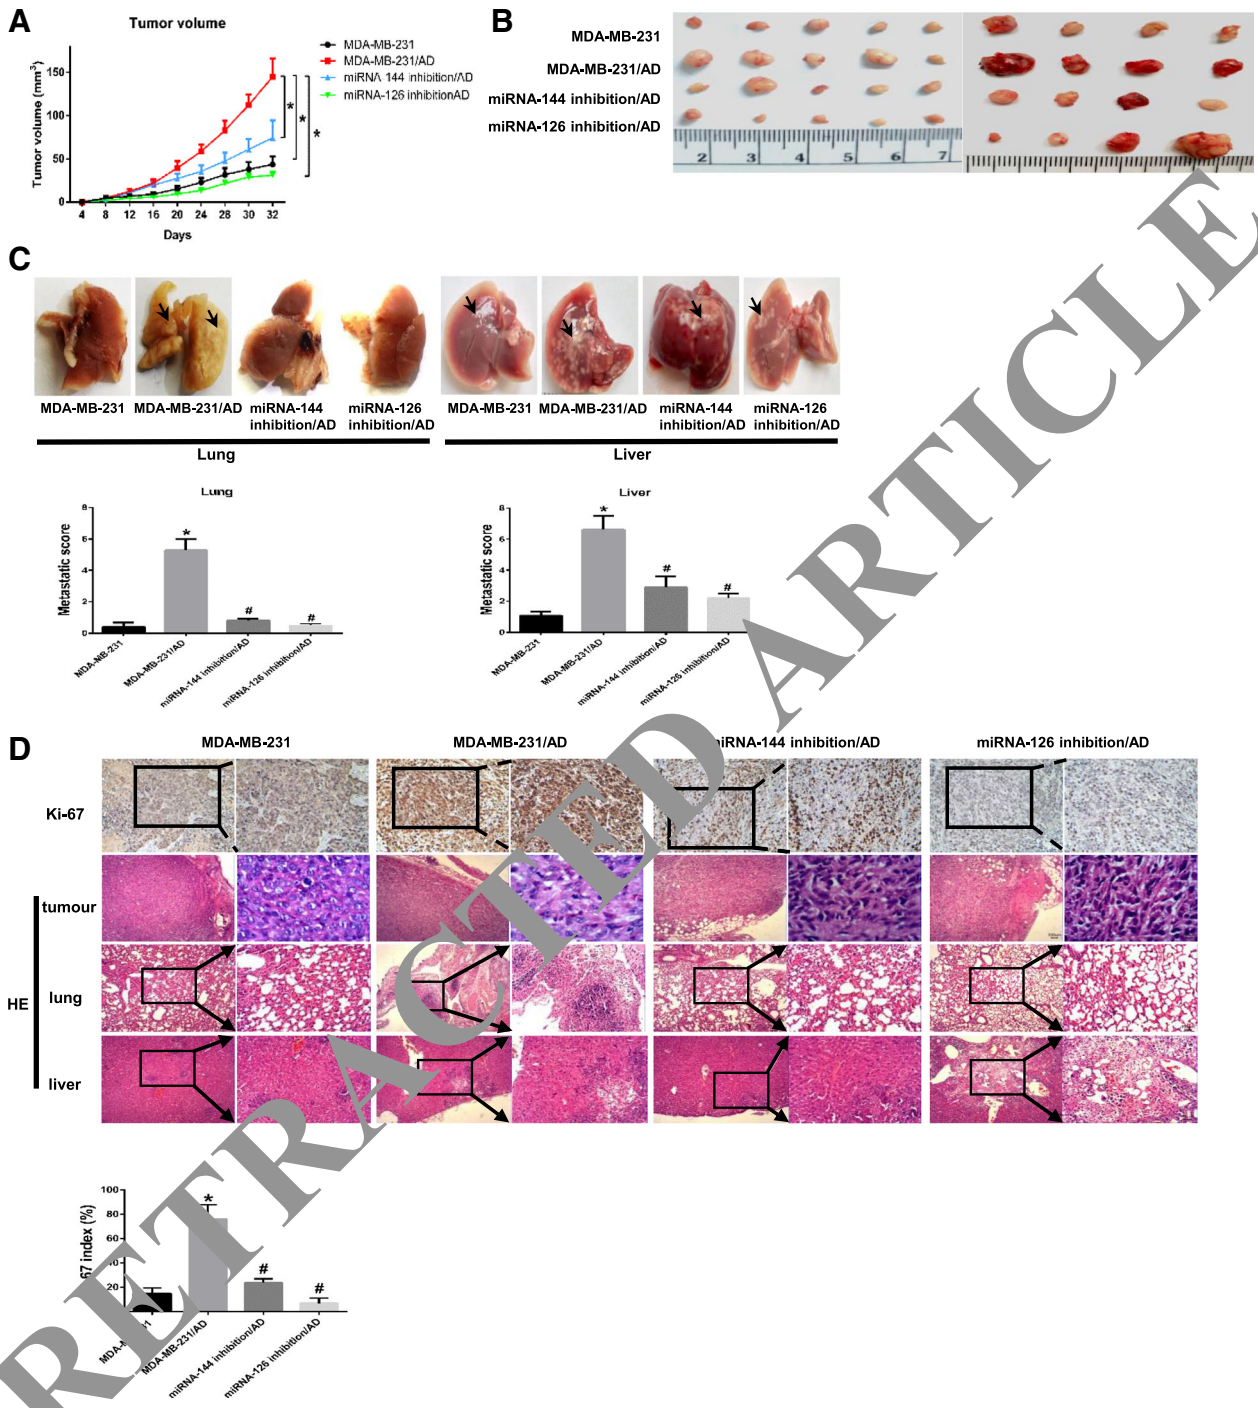 A
Tumor volume
Tumor volume (mm³)
150
100
50
0
4 8 12 16 20 24 28 30 32
Days
MDA-MB-231
MDA-MB-231/AD
miRNA-144 inhibition/AD
miRNA-126 inhibitionAD
*
*
*
B
MDA-MB-231
MDA-MB-231/AD
miRNA-144 inhibition/AD
miRNA-126 inhibition/AD
2 3 4 5 6 7
C
MDA-MB-231
MDA-MB-231/AD
miRNA-144 inhibition/AD
miRNA-126 inhibition/AD
MDA-MB-231
MDA-MB-231/AD
miRNA-144 inhibition/AD
miRNA-126 inhibition/AD
Lung
Liver
Lung
Metastatic score
8
6
4
2
0
*
#
#
MDA-MB-231
MDA-MB-231/AD
miRNA-144 inhibition/AD
miRNA-126 inhibition/AD
Liver
Metastatic score
8
6
4
2
0
*
#
#
MDA-MB-231
MDA-MB-231/AD
miRNA-144 inhibition/AD
miRNA-126 inhibition/AD
D
MDA-MB-231
MDA-MB-231/AD
miRNA-144 inhibition/AD
miRNA-126 inhibition/AD
Ki-67
HE
tumour
lung
liver
67 index (%)
100
80
60
40
20
*
#
#
MDA-MB-231/AD
miRNA-144 inhibition/AD
miRNA-126 inhibition/AD
RETRACTED ARTICLE